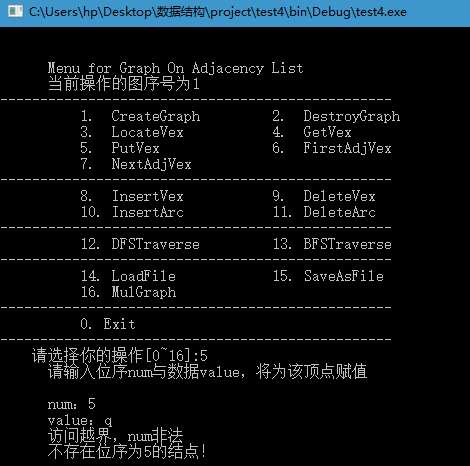 C:\Users\hp\Desktop\数据结构\project\test4\bin\Debug\test4.exe
Menu for Graph On Adjacency List
当前操作的图序号为1
------------------------------------------------
1. CreateGraph 2. DestroyGraph
3. LocateVex 4. GetVex
5. PutVex 6. FirstAdjVex
7. NextAdjVex
------------------------------------------------
8. InsertVex 9. DeleteVex
10. InsertArc 11. DeleteArc
------------------------------------------------
12. DFSTraverse 13. BFSTraverse
------------------------------------------------
14. LoadFile 15. SaveAsFile
16. MulGraph
------------------------------------------------
0. Exit
------------------------------------------------
请选择你的操作[0~16]:5
请输入位序num与数据value，将为该顶点赋值
num：5
value：q
访问越界，num非法
不存在位序为5的结点！